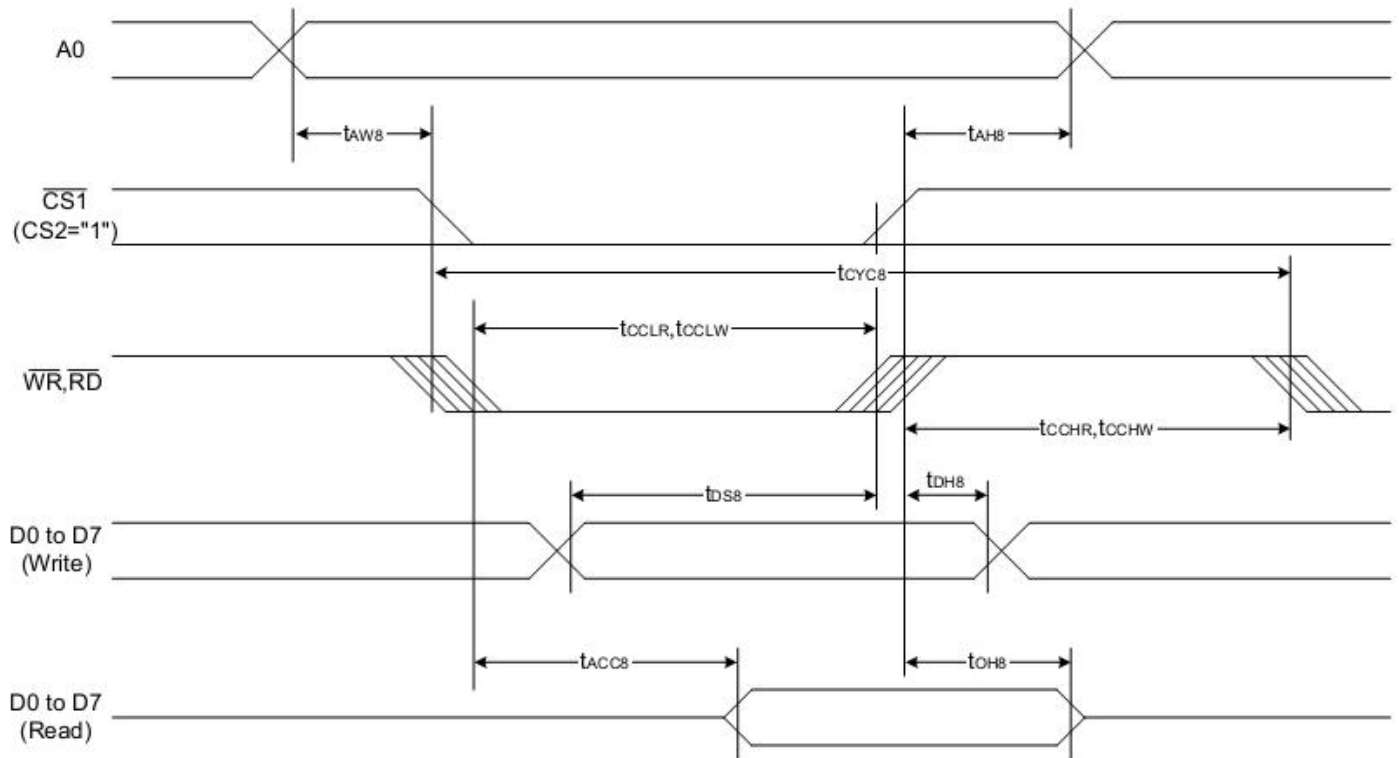 A0
tAW8
tAH8
CS1
(CS2="1")
tCYC8
tCCLR,tCCLW
WR,RD
tCCHR,tCCHW
tDS8
tDH8
D0 to D7
(Write)
tACC8
tOH8
D0 to D7
(Read)